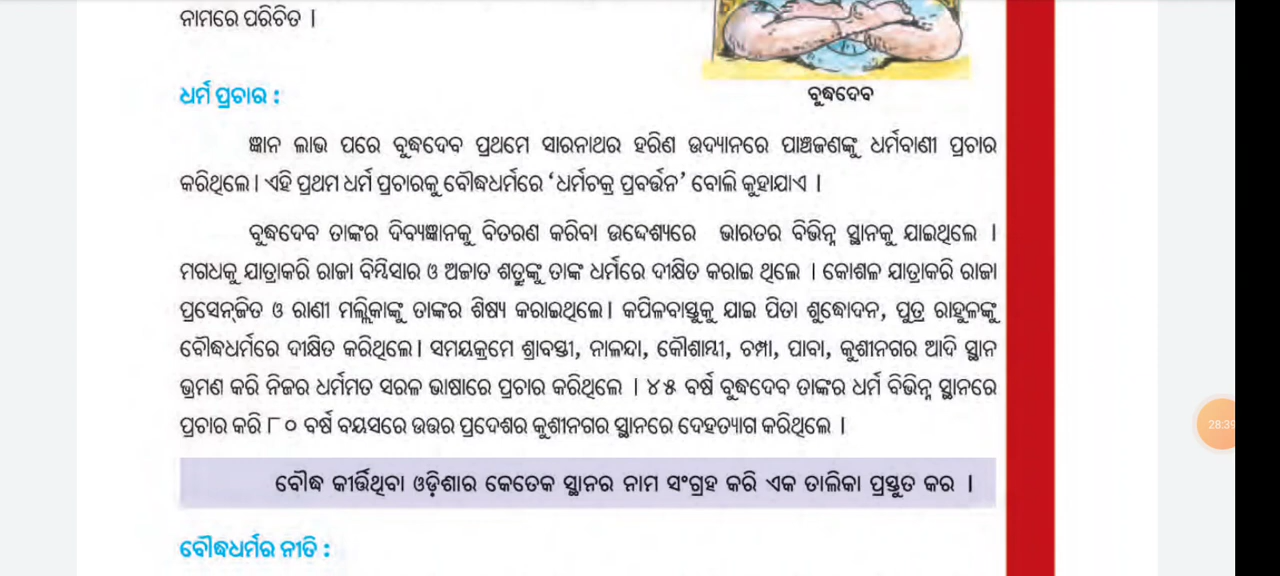 ନାମରେ ପରିଚିତ ।
ବୁଦ୍ଧଦେବ
ଧର୍ମ ପ୍ରଚାର :
ଜ୍ଞାନ ଲାଭ ପରେ ବୁଦ୍ଧଦେବ ପ୍ରଥମେ ସାରନାଥର ହରିଣ ଉଦ୍ୟାନରେ ପାଞ୍ଚଜଣଙ୍କୁ ଧର୍ମବାଣୀ ପ୍ରଚାର
କରିଥିଲେ। ଏହି ପ୍ରଥମ ଧର୍ମ ପ୍ରଚାରକୁ ବୌଦ୍ଧଧର୍ମରେ ‘ଧର୍ମଚକ୍ର ପ୍ରବର୍ତ୍ତନ’ ବୋଲି କୁହାଯାଏ ।
ବୁଦ୍ଧଦେବ ତାଙ୍କର ଦିବ୍ୟଜ୍ଞାନକୁ ବିତରଣ କରିବା ଉଦ୍ଦେଶ୍ୟରେ ଭାରତର ବିଭିନ୍ନ ସ୍ଥାନକୁ ଯାଇଥିଲେ ।
ମଗଧକୁ ଯାତ୍ରାକରି ରାଜା ବିମ୍ବିସାର ଓ ଅଜାତ ଶତ୍ରୁଙ୍କୁ ତାଙ୍କ ଧର୍ମରେ ଦୀକ୍ଷିତ କରାଇ ଥିଲେ । କୋଶଳ ଯାତ୍ରାକରି ରାଜା
ପ୍ରସେନ୍‌ଜିତ ଓ ରାଣୀ ମଲ୍ଲିକାଙ୍କୁ ତାଙ୍କର ଶିଷ୍ୟ କରାଇଥିଲେ। କପିଳବାସ୍ତୁକୁ ଯାଇ ପିତା ଶୁଦ୍ଧୋଦନ, ପୁତ୍ର ରାହୁଳଙ୍କୁ
ବୌଦ୍ଧଧର୍ମରେ ଦୀକ୍ଷିତ କରିଥିଲେ। ସମୟକ୍ରମେ ଶ୍ରାବସ୍ତୀ, ନାଳନ୍ଦା, କୌଶାମ୍ବୀ, ଚମ୍ପା, ପାବା, କୁଶୀନଗର ଆଦି ସ୍ଥାନ
ଭ୍ରମଣ କରି ନିଜର ଧର୍ମମତ ସରଳ ଭାଷାରେ ପ୍ରଚାର କରିଥିଲେ । ୪୫ ବର୍ଷ ବୁଦ୍ଧଦେବ ତାଙ୍କର ଧର୍ମ ବିଭିନ୍ନ ସ୍ଥାନରେ
ପ୍ରଚାର କରି ୮୦ ବର୍ଷ ବୟସରେ ଉତ୍ତର ପ୍ରଦେଶର କୁଶୀନଗର ସ୍ଥାନରେ ଦେହତ୍ୟାଗ କରିଥିଲେ ।
28:39
ବୌଦ୍ଧ କୀର୍ତ୍ତିଥିବା ଓଡ଼ିଶାର କେତେକ ସ୍ଥାନର ନାମ ସଂଗ୍ରହ କରି ଏକ ତାଲିକା ପ୍ରସ୍ତୁତ କର ।
ବୌଦ୍ଧଧର୍ମର ନୀତି :